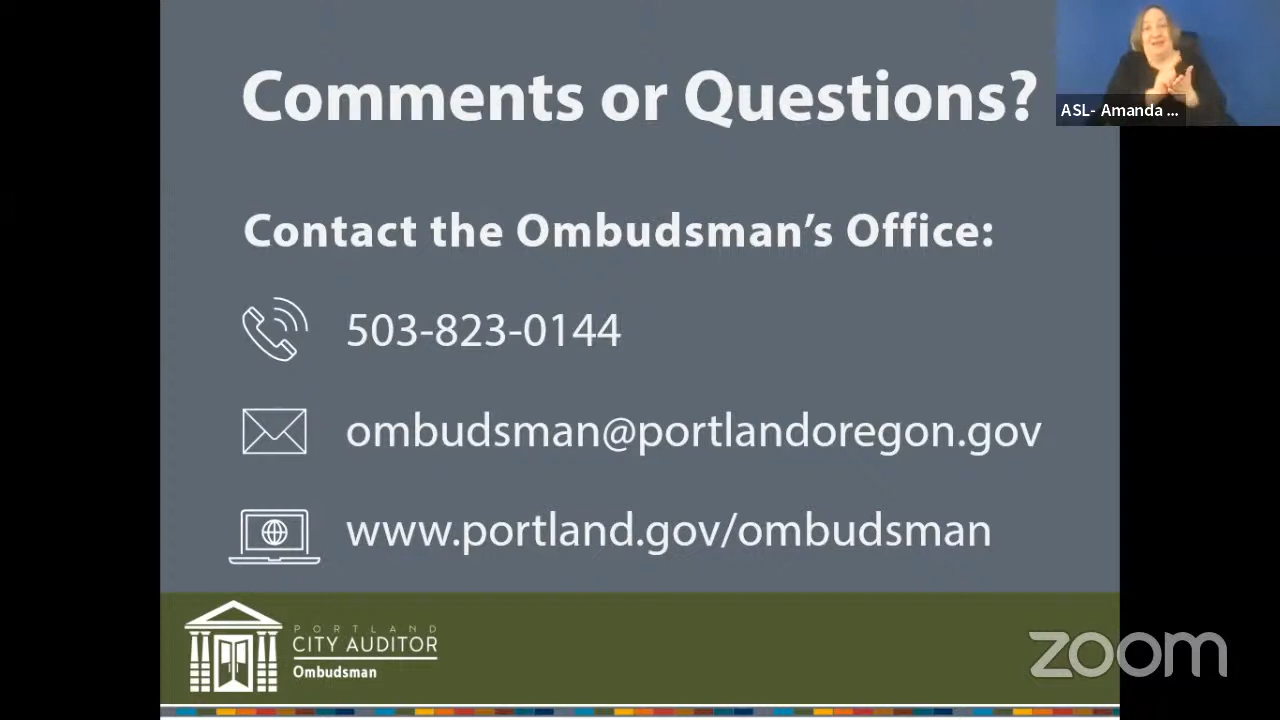 Comments or Questions?
ASL- Amanda ...
Contact the Ombudsman's Office:
503-823-0144
ombudsman@portlandoregon.gov
www.portland.gov/ombudsman
PORTLAND
CITY AUDITOR
Ombudsman
zoom